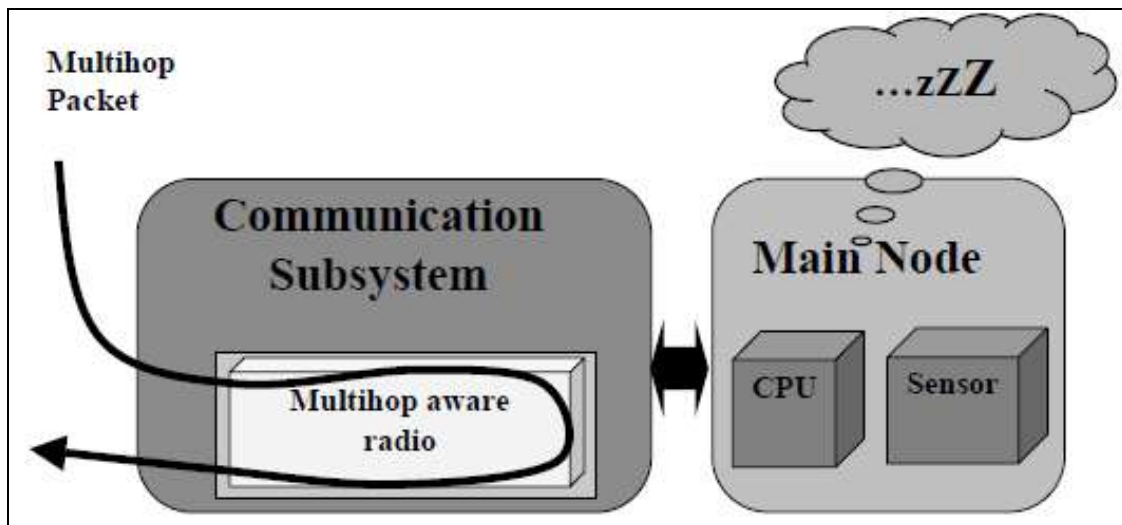 Multihop
Packet
...zZZ
Communication
Subsystem
Main Node
Multihop aware
radio
CPU
Sensor